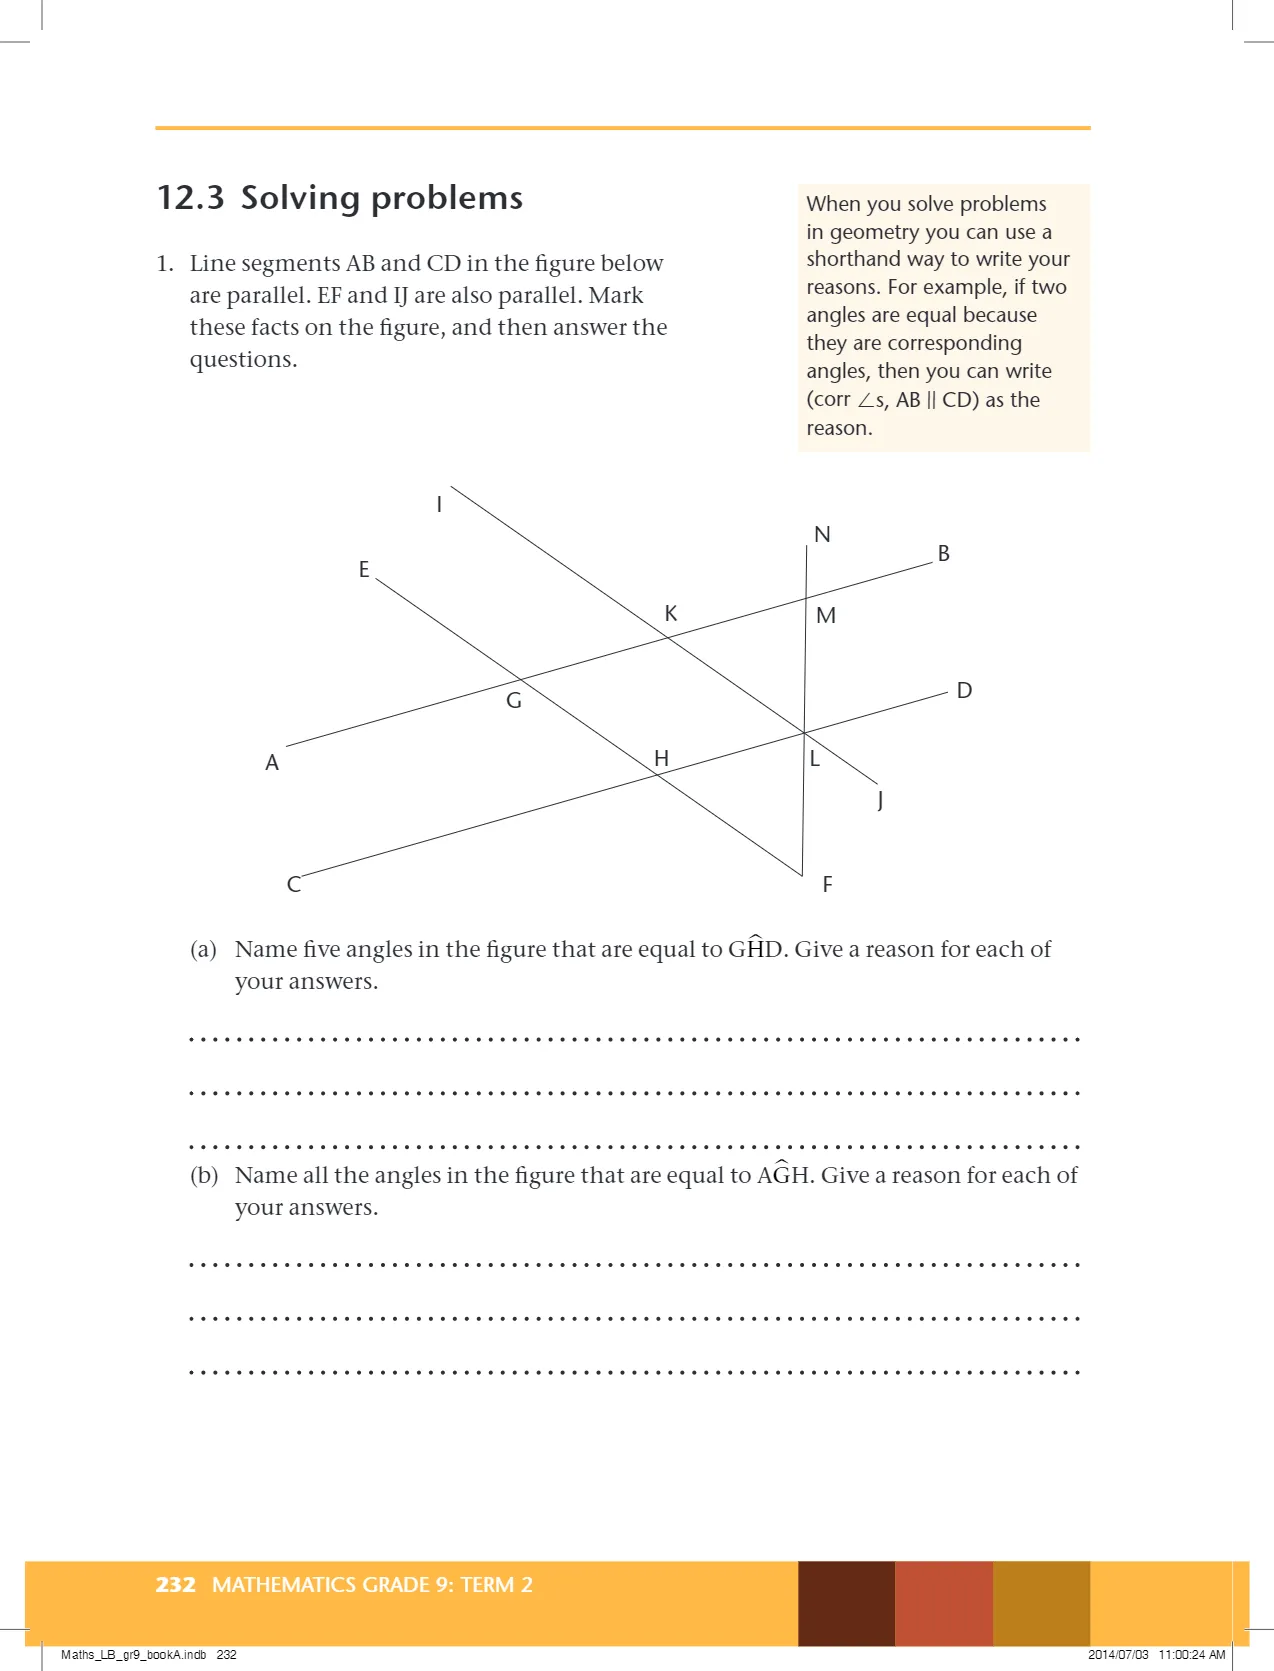 12.3 Solving problems
1. Line segments AB and CD in the figure below
are parallel. EF and IJ are also parallel. Mark
these facts on the figure, and then answer the
questions.
When you solve problems
in geometry you can use a
shorthand way to write your
reasons. For example, if two
angles are equal because
they are corresponding
angles, then you can write
(corr ∠s, AB || CD) as the
reason.
I
N
B
E
K
M
D
G
A
H
L
J
C
F
(a) Name five angles in the figure that are equal to GĤD. Give a reason for each of
your answers.
(b) Name all the angles in the figure that are equal to AĜH. Give a reason for each of
your answers.
232 MATHEMATICS GRADE 9: TERM 2
Maths_LB_gr9_bookA.indb 232
2014/07/03 11:00:24 AM